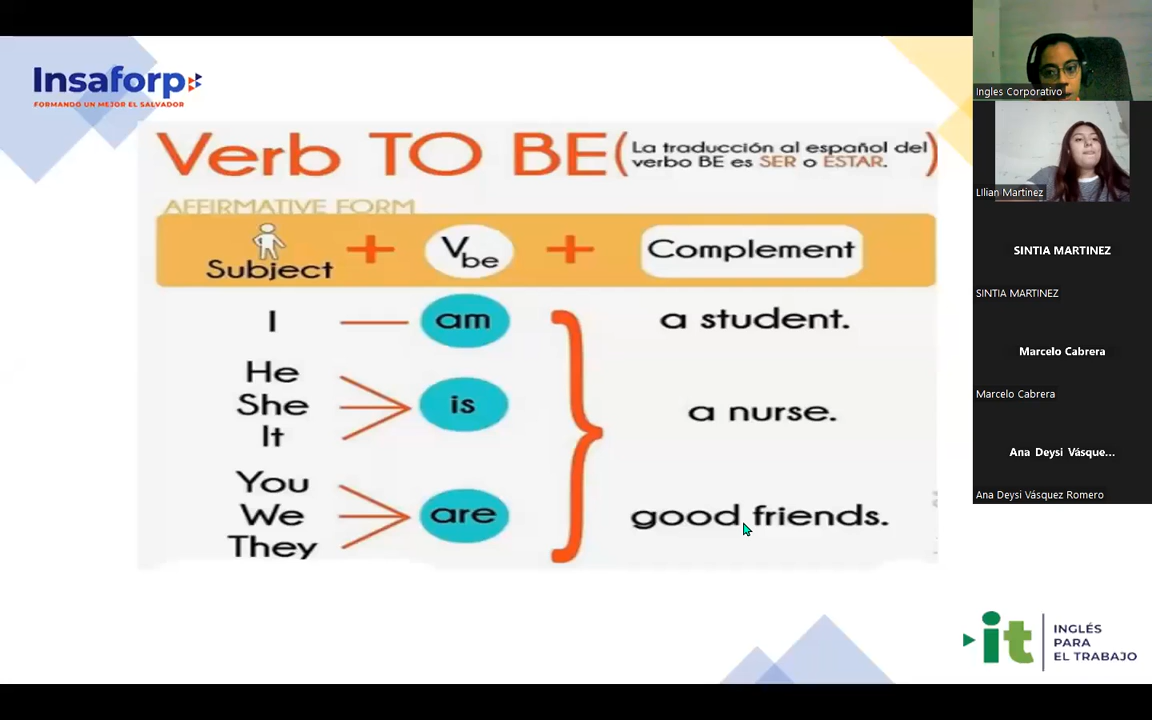 Insaforp
FORMANDO UN MEJOR EL SALVADOR
Verb TO BE ( La traducción al español del
verbo BE es SER o ESTAR. )
AFFIRMATIVE FORM
Subject + Vbe + Complement
I am a student.
He
She is a nurse.
It
You
We are good friends.
They
Ingles Corporativo
LIlian Martinez
SINTIA MARTINEZ
SINTIA MARTINEZ
Marcelo Cabrera
Marcelo Cabrera
Ana Deysi Vásque...
Ana Deysi Vásquez Romero
it
INGLÉS
PARA
EL TRABAJO